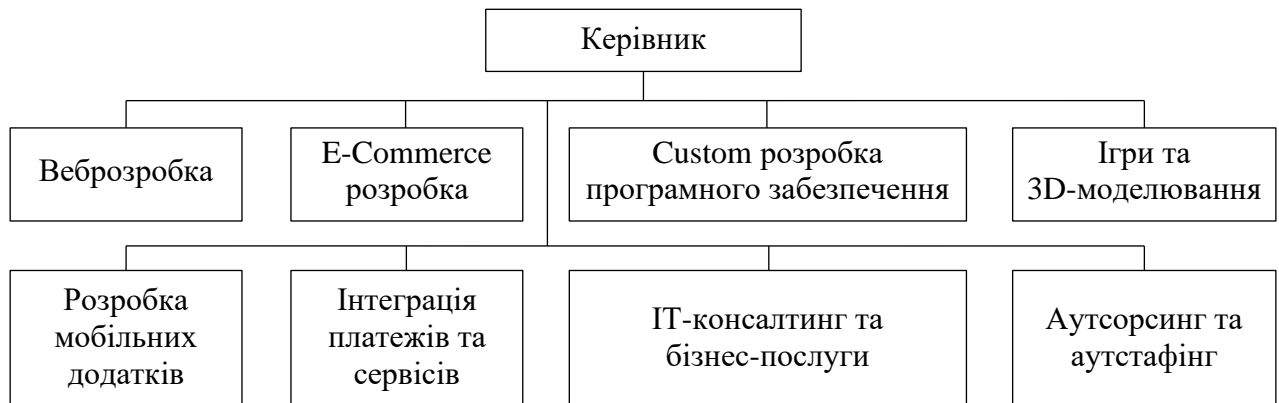 Керівник
Веброзробка
E-Commerce
розробка
Custom розробка
програмного забезпечення
Ігри та
3D-моделювання
Розробка
мобільних
додатків
Інтеграція
платежів та
сервісів
ІТ-консалтинг та
бізнес-послуги
Аутсорсинг та
аутстафінг